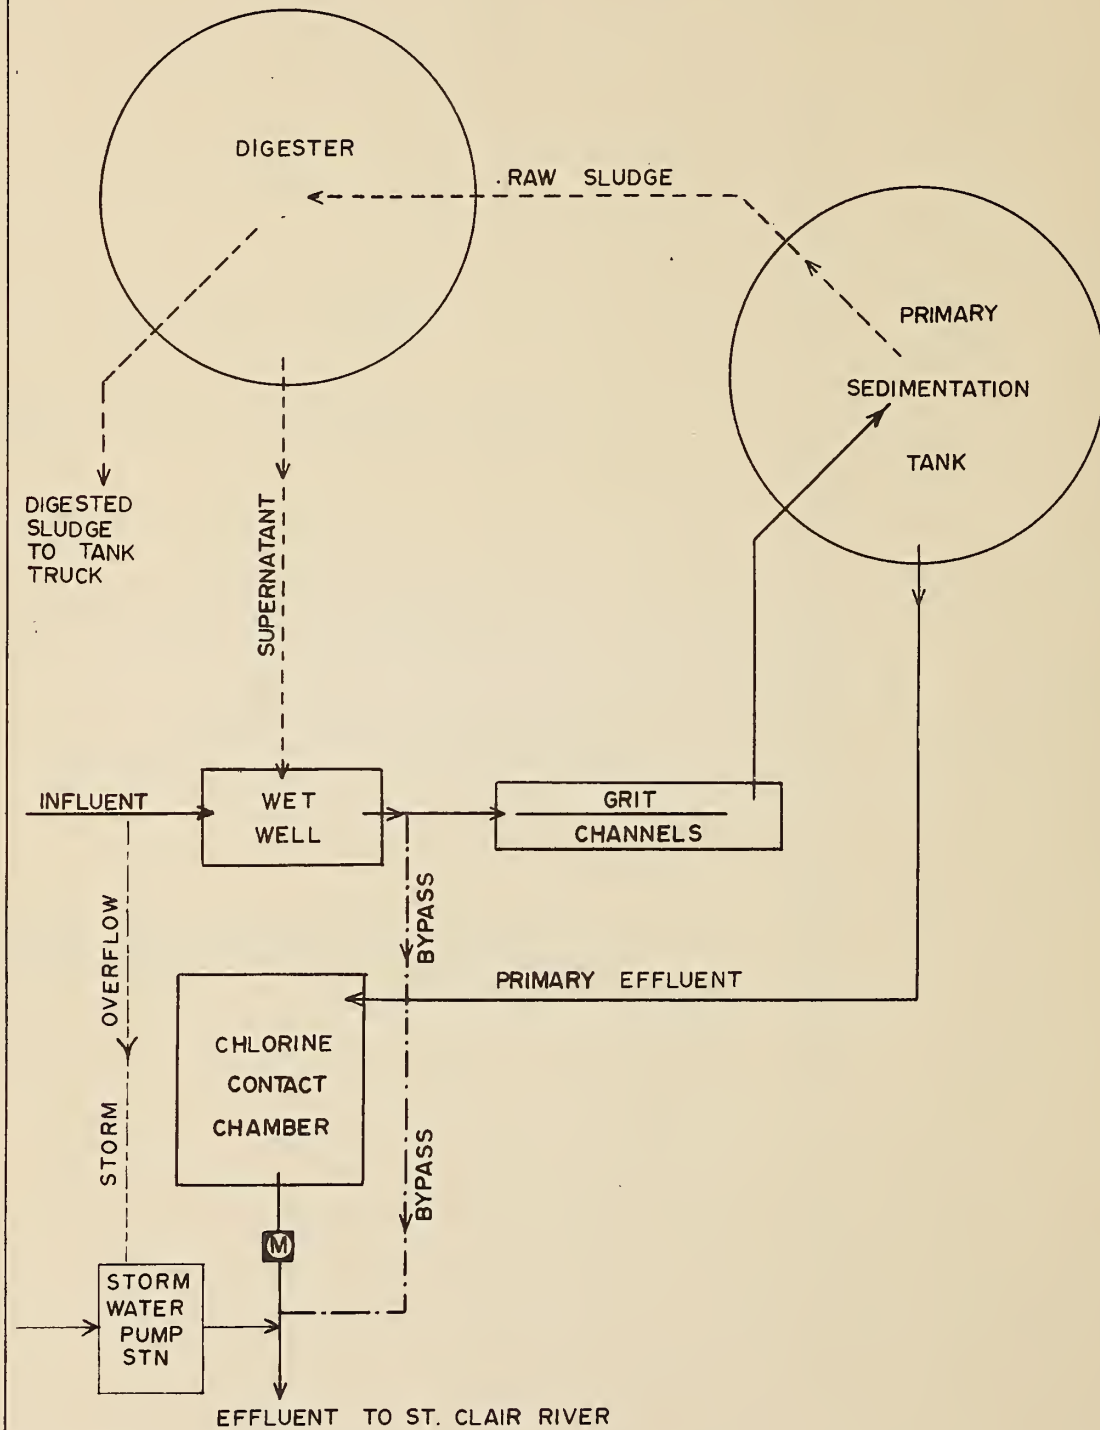 DIGESTER
RAW SLUDGE
PRIMARY
SEDIMENTATION
TANK
DIGESTED
SLUDGE
TO TANK
TRUCK
SUPERNATANT
INFLUENT
WET
WELL
GRIT
CHANNELS
STORM OVERFLOW
BYPASS
PRIMARY EFFLUENT
CHLORINE
CONTACT
CHAMBER
BYPASS
M
STORM
WATER
PUMP
STN
EFFLUENT TO ST. CLAIR RIVER